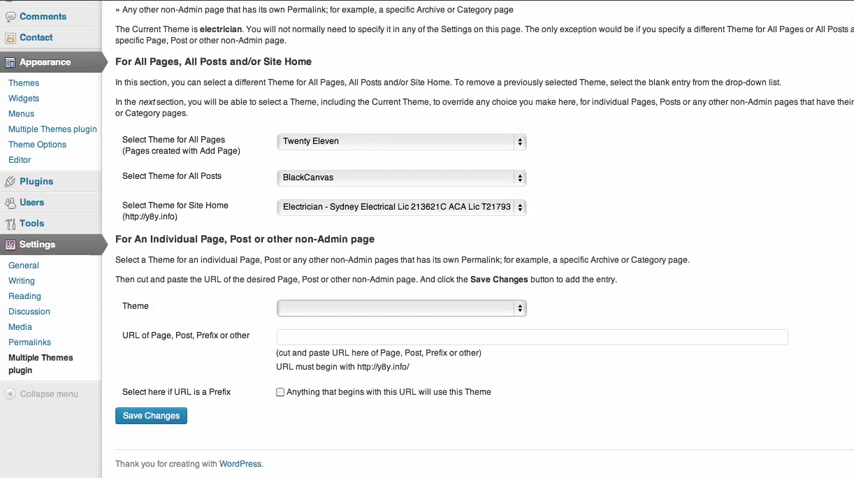 Comments
Contact
Appearance
Themes
Widgets
Menus
Multiple Themes plugin
Theme Options
Editor
Plugins
Users
Tools
Settings
General
Writing
Reading
Discussion
Media
Permalinks
Multiple Themes
plugin
Collapse menu
» Any other non-Admin page that has its own Permalink; for example, a specific Archive or Category page
The Current Theme is electrician. You will not normally need to specify it in any of the Settings on this page. The only exception would be if you specify a different Theme for All Pages or All Posts a
specific Page, Post or other non-Admin page.
For All Pages, All Posts and/or Site Home
In this section, you can select a different Theme for All Pages, All Posts and/or Site Home. To remove a previously selected Theme, select the blank entry from the drop-down list.
In the next section, you will be able to select a Theme, including the Current Theme, to override any choice you make here, for individual Pages, Posts or any other non-Admin pages that have their
or Category pages.
Select Theme for All Pages
(Pages created with Add Page)
Twenty Eleven
Select Theme for All Posts
BlackCanvas
Select Theme for Site Home
(http://y8y.info)
Electrician - Sydney Electrical Lic 213621C ACA Lic T21793
For An Individual Page, Post or other non-Admin page
Select a Theme for an individual Page, Post or any other non-Admin pages that has its own Permalink; for example, a specific Archive or Category page.
Then cut and paste the URL of the desired Page, Post or other non-Admin page. And click the Save Changes button to add the entry.
Theme
URL of Page, Post, Prefix or other
(cut and paste URL here of Page, Post, Prefix or other)
URL must begin with http://y8y.info/
Select here if URL is a Prefix
Anything that begins with this URL will use this Theme
Save Changes
Thank you for creating with WordPress.